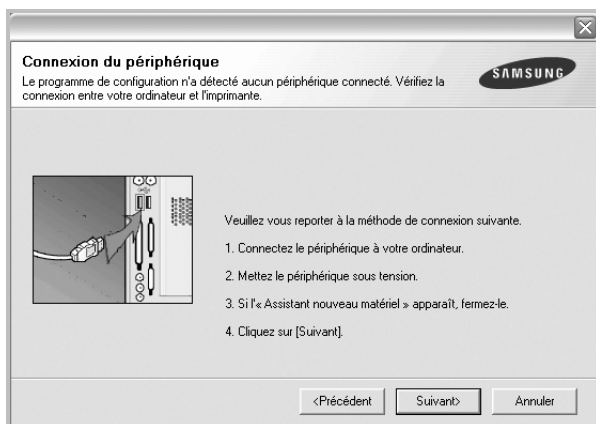 Connexion du périphérique
Le programme de configuration n'a détecté aucun périphérique connecté. Vérifiez la
connexion entre votre ordinateur et l'imprimante.
SAMSUNG
Veuillez vous reporter à la méthode de connexion suivante.
1. Connectez le périphérique à votre ordinateur.
2. Mettez le périphérique sous tension.
3. Si l'« Assistant nouveau matériel » apparaît, fermez-le.
4. Cliquez sur [Suivant].
<Précédent
Suivant>
Annuler